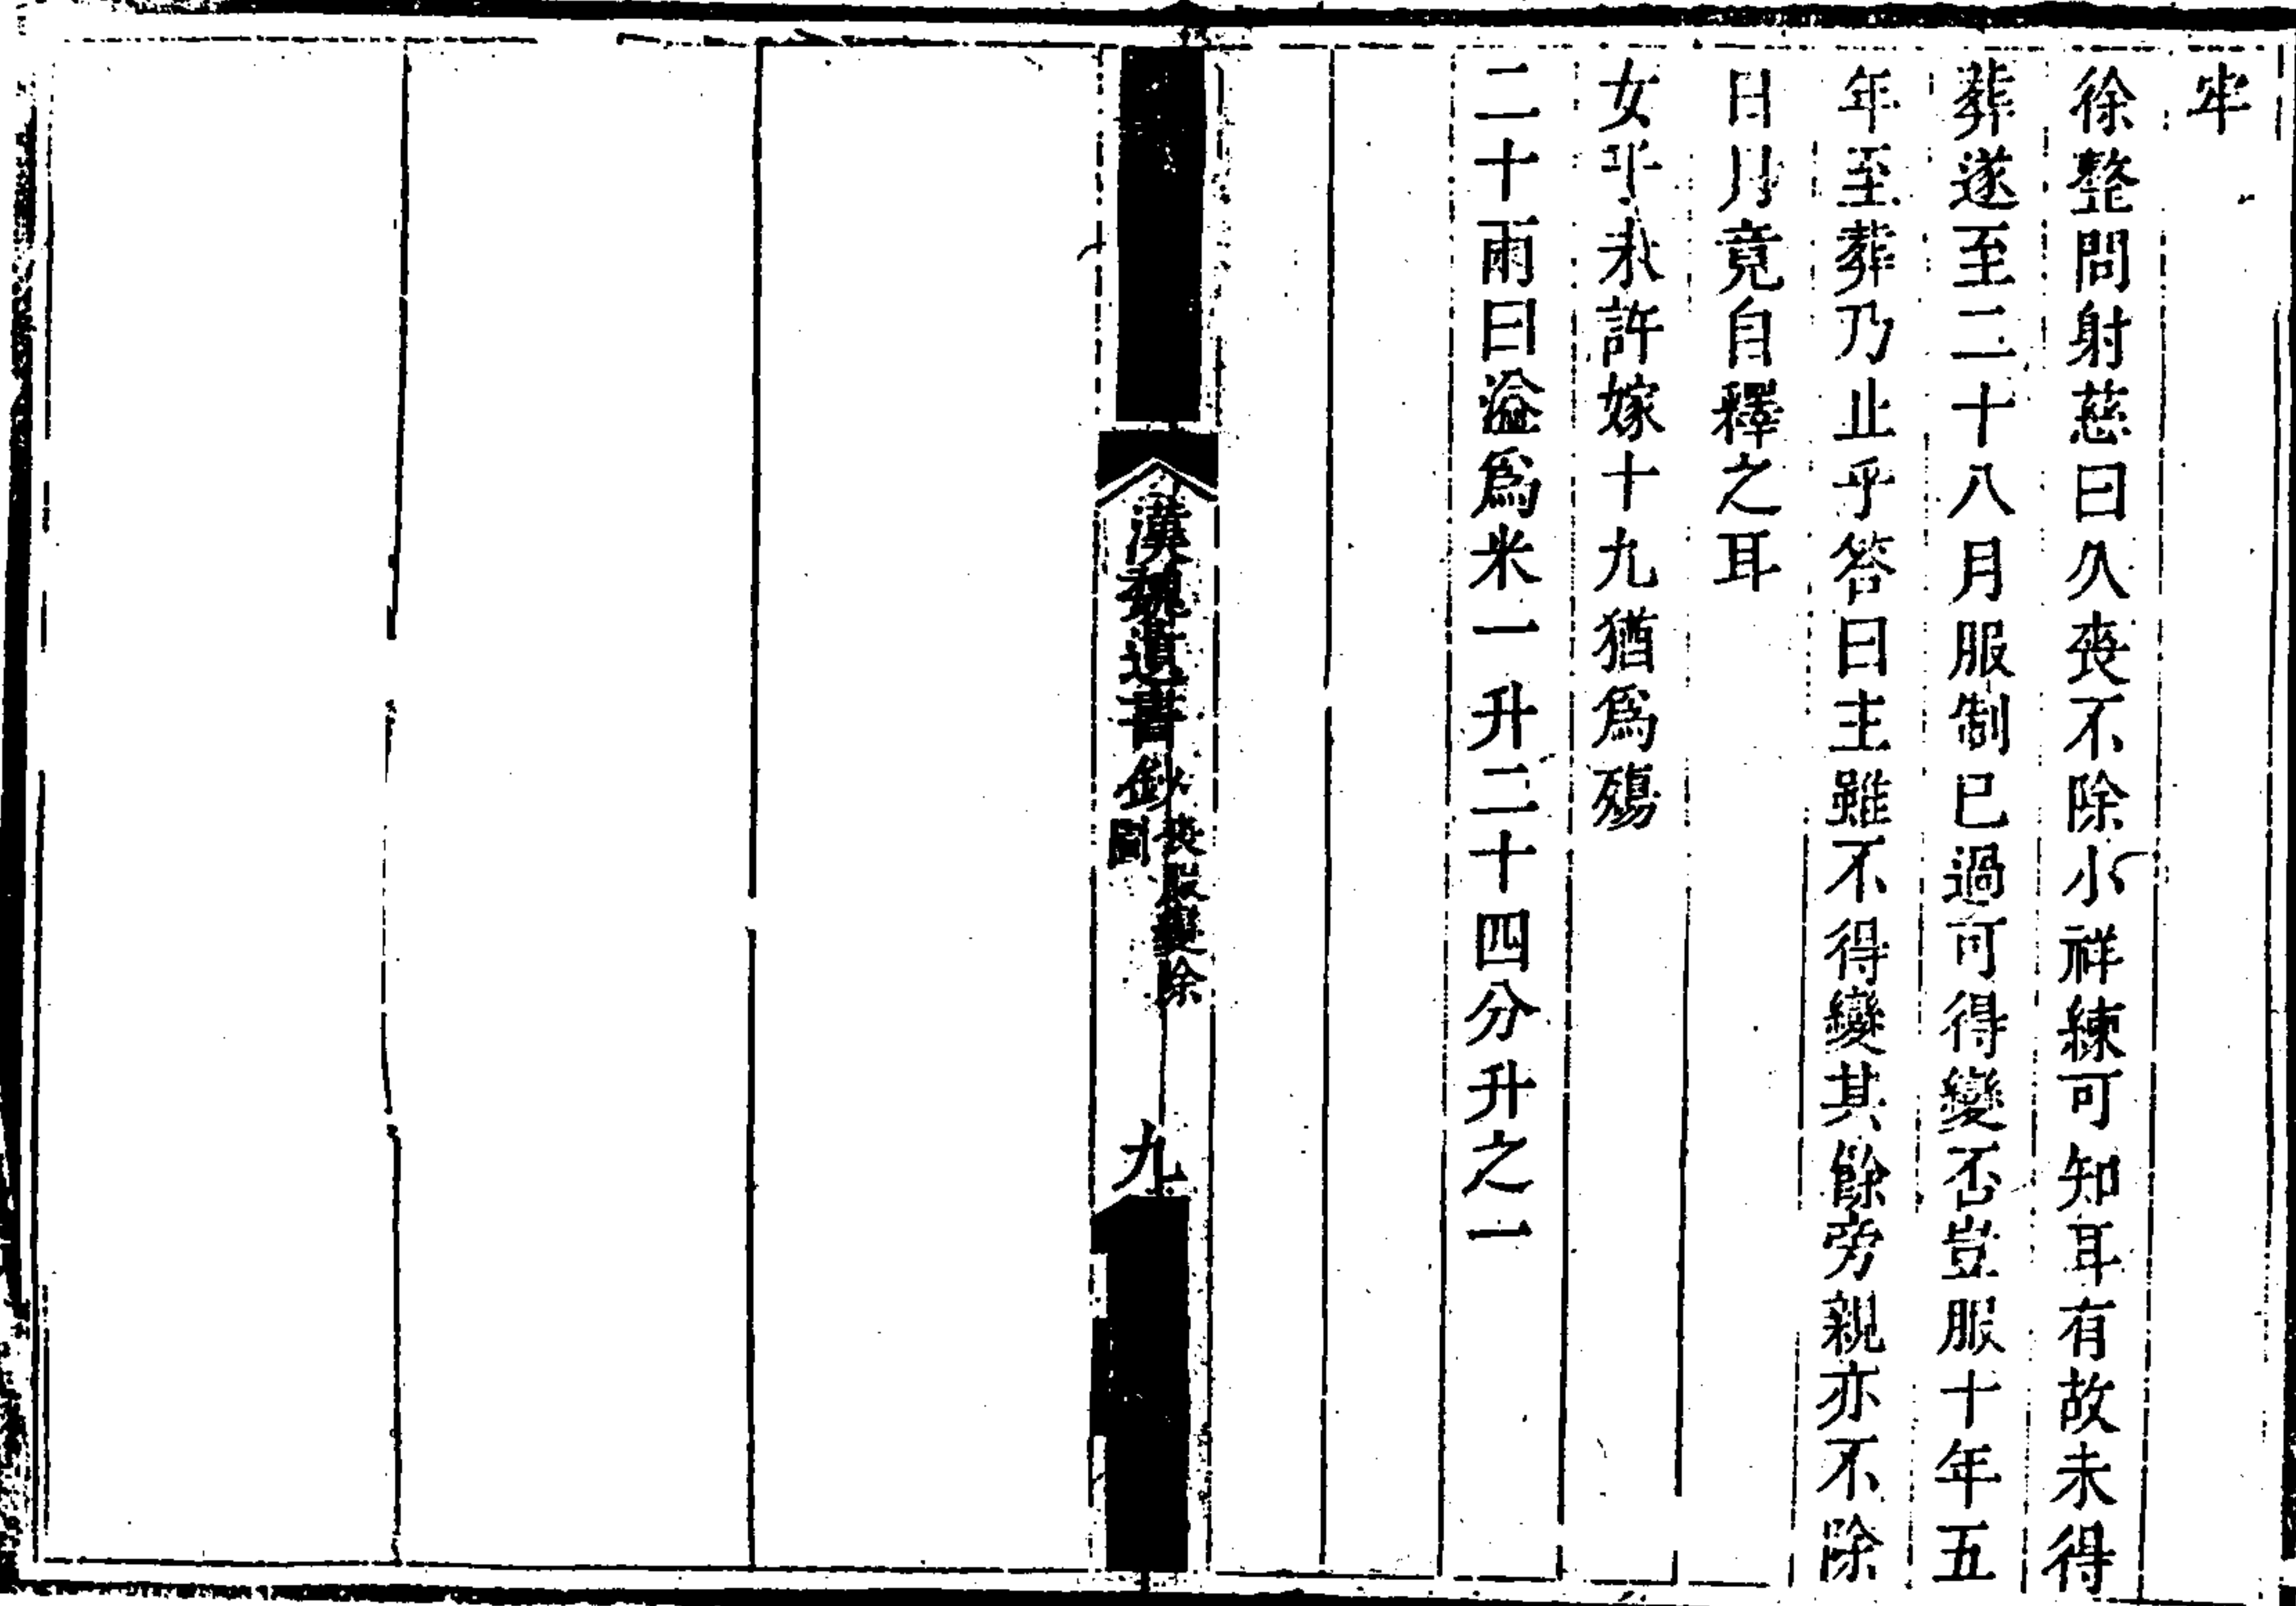 牢
徐整問射慈曰久喪不除小祥練可知耳有故未得
葬遂至二十八月服制已過可得變否豈服十年五
年至葬乃止乎答曰主雖不得變其餘旁親亦不除
日月竟自釋之耳
女子未許嫁十九猶爲殤
二十兩曰溢爲米一升二十四分升之一
漢魏遺書鈔
喪服變除
圖
九